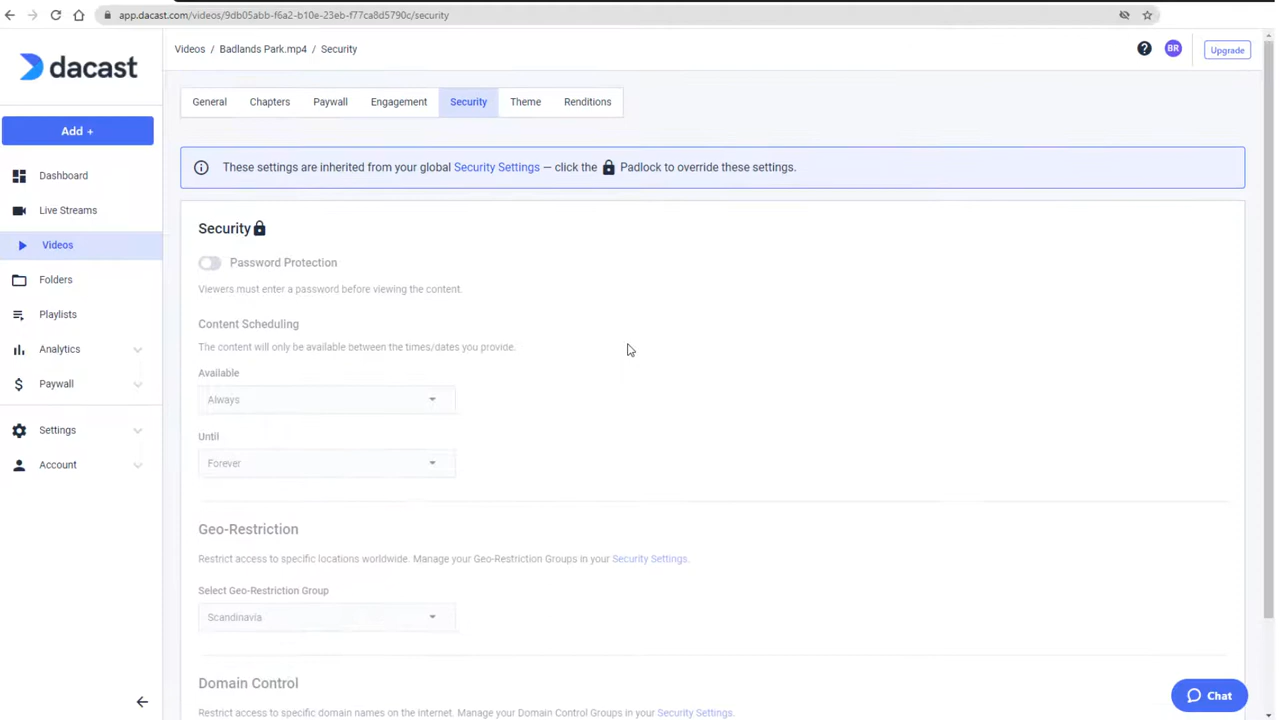 app.dacast.com/videos/9db05abb-f6a2-b10e-23eb-f77ca8d5790c/security
dacast
Videos / Badlands Park.mp4 / Security
BR
Upgrade
Add +
Dashboard
Live Streams
Videos
Folders
Playlists
Analytics
Paywall
Settings
Account
General Chapters Paywall Engagement Security Theme Renditions
These settings are inherited from your global Security Settings — click the Padlock to override these settings.
Security
Password Protection
Viewers must enter a password before viewing the content.
Content Scheduling
The content will only be available between the times/dates you provide.
Available
Always
Until
Forever
Geo-Restriction
Restrict access to specific locations worldwide. Manage your Geo-Restriction Groups in your Security Settings.
Select Geo-Restriction Group
Scandinavia
Domain Control
Restrict access to specific domain names on the internet. Manage your Domain Control Groups in your Security Settings.
Chat